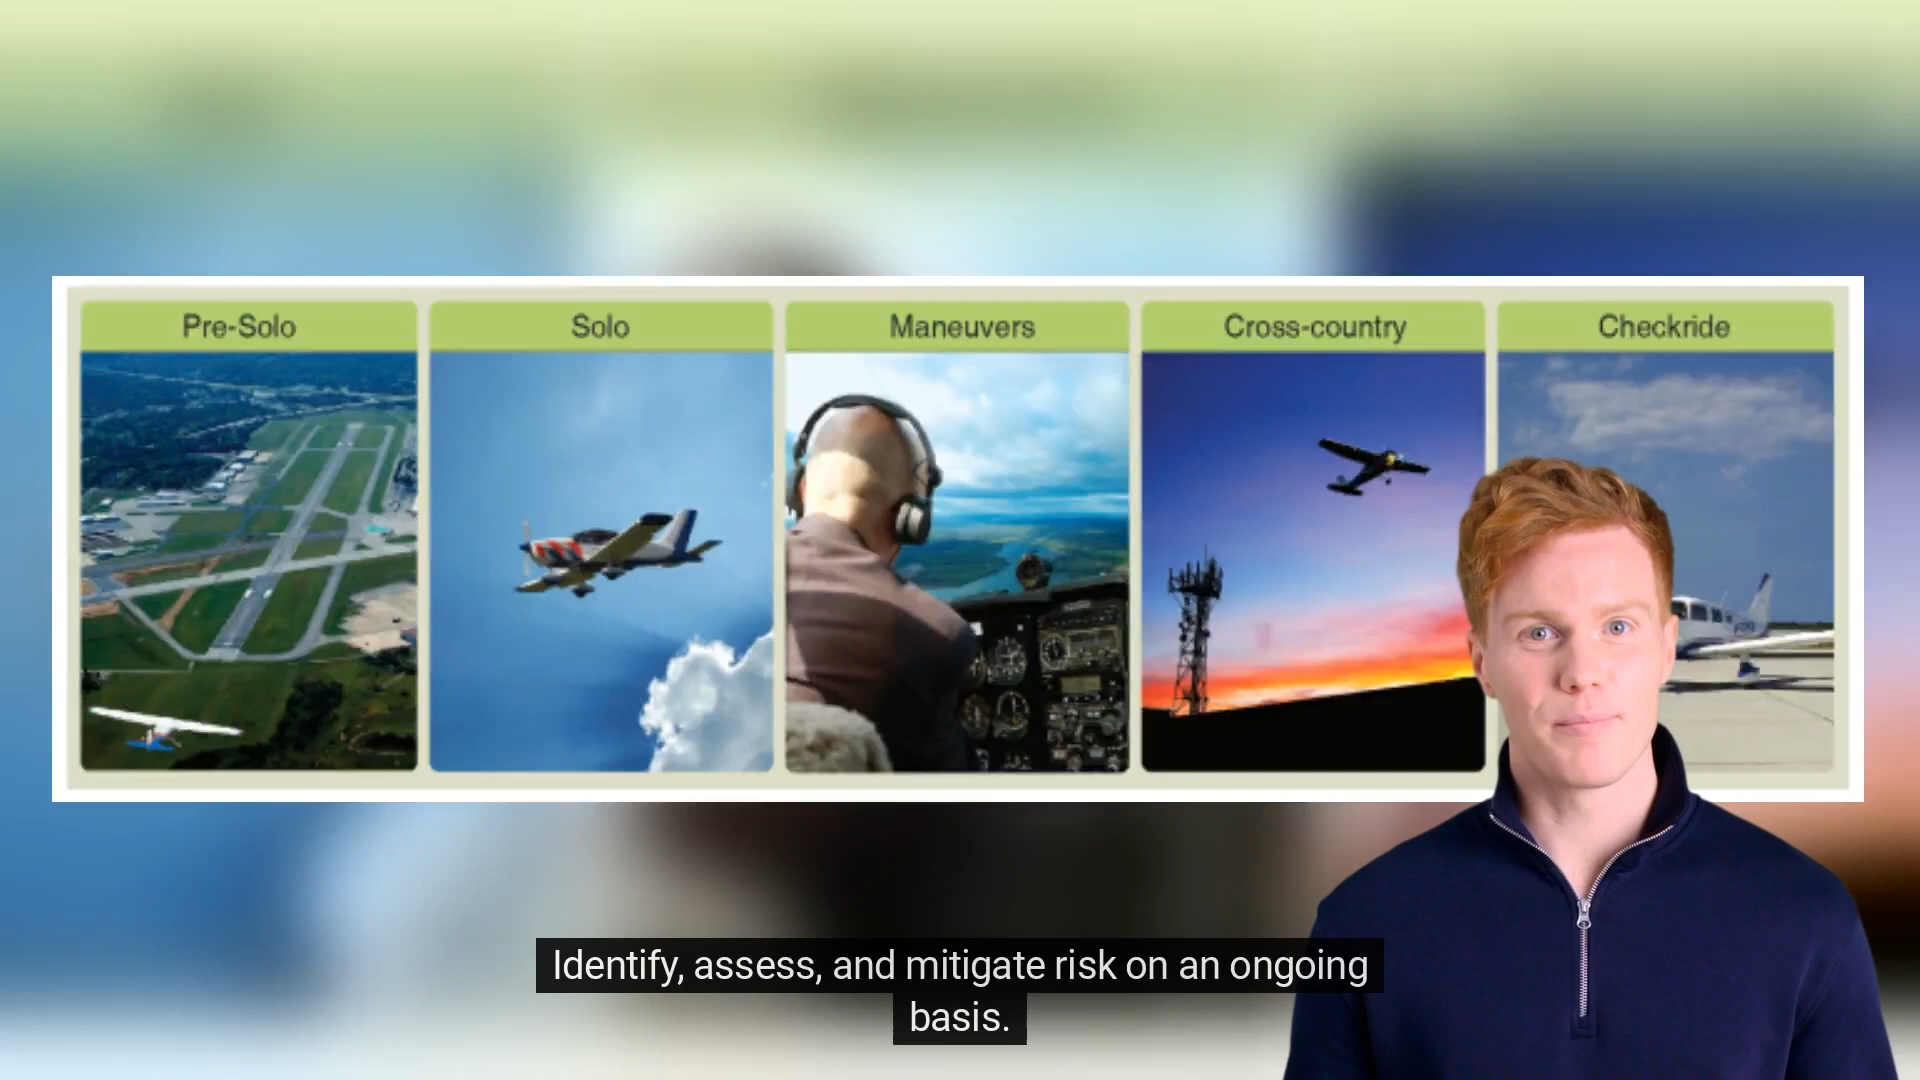 Pre-Solo
Solo
Maneuvers
Cross-country
Checkride
Identify, assess, and mitigate risk on an ongoing
basis.